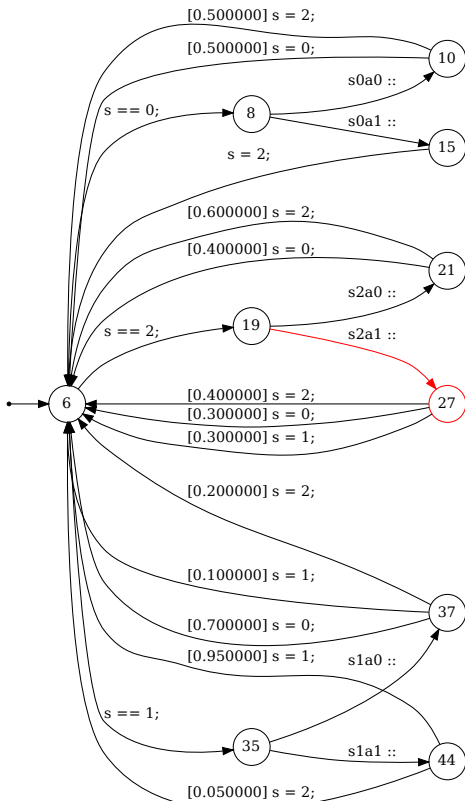 [0.500000] s = 2;
[0.500000] s = 0;
10
s == 0;
8
s0a0 ::
s0a1 ::
15
s = 2;
[0.600000] s = 2;
[0.400000] s = 0;
21
s2a0 ::
s == 2;
19
s2a1 ::
6
[0.400000] s = 2;
27
[0.300000] s = 0;
[0.300000] s = 1;
[0.200000] s = 2;
[0.100000] s = 1;
37
[0.700000] s = 0;
[0.950000] s = 1;
s1a0 ::
s == 1;
35
s1a1 ::
44
[0.050000] s = 2;